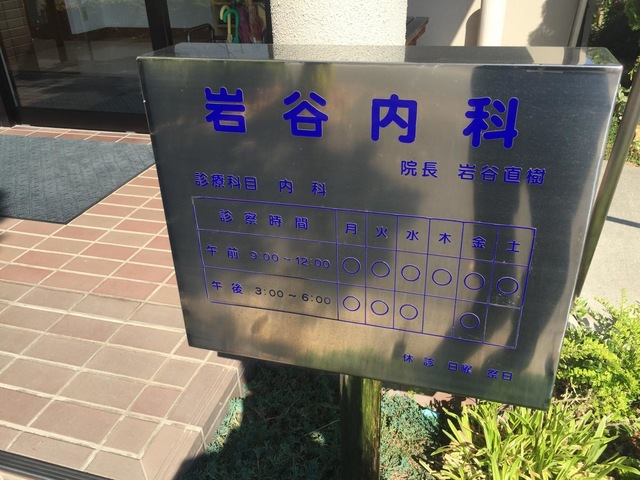 岩谷内科
院長 岩谷直樹
診療科目 内科
診察時間 月 火 水 木 金 土
午前 9:00～12:00 ○ ○ ○ ○ ○ ○
午後 3:00～6:00 ○ ○ ○ ○
休診 日曜 祭日